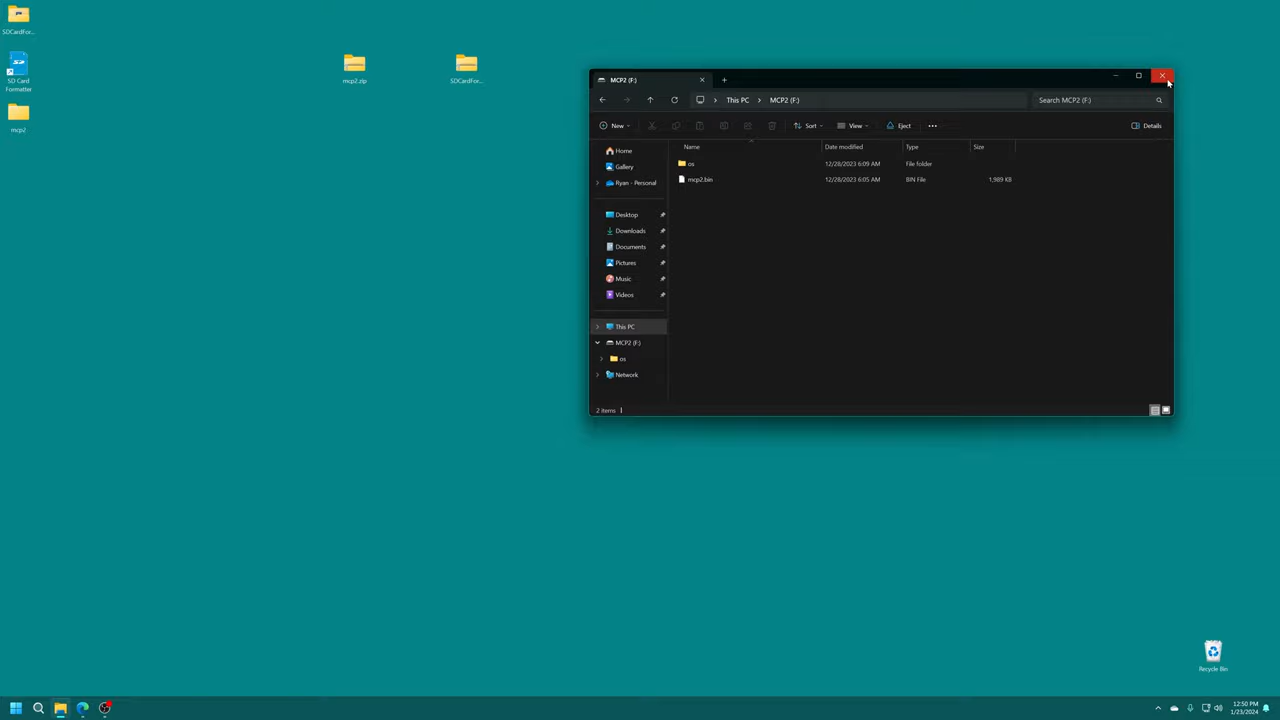 SDCardFor...
SD Card
Formatter
mcp2
mcp2.zip
SDCardFor...
MCP2 (F:)
This PC
MCP2 (F:)
Search MCP2 (F:)
New
Sort
View
Eject
Details
Name
Date modified
Type
Size
os
12/28/2023 6:09 AM
File folder
mcp2.bin
12/28/2023 6:05 AM
BIN File
1,989 KB
Home
Gallery
Ryan - Personal
Desktop
Downloads
Documents
Pictures
Music
Videos
This PC
MCP2 (F:)
os
Network
2 items
Recycle Bin
12:50 PM
1/23/2024